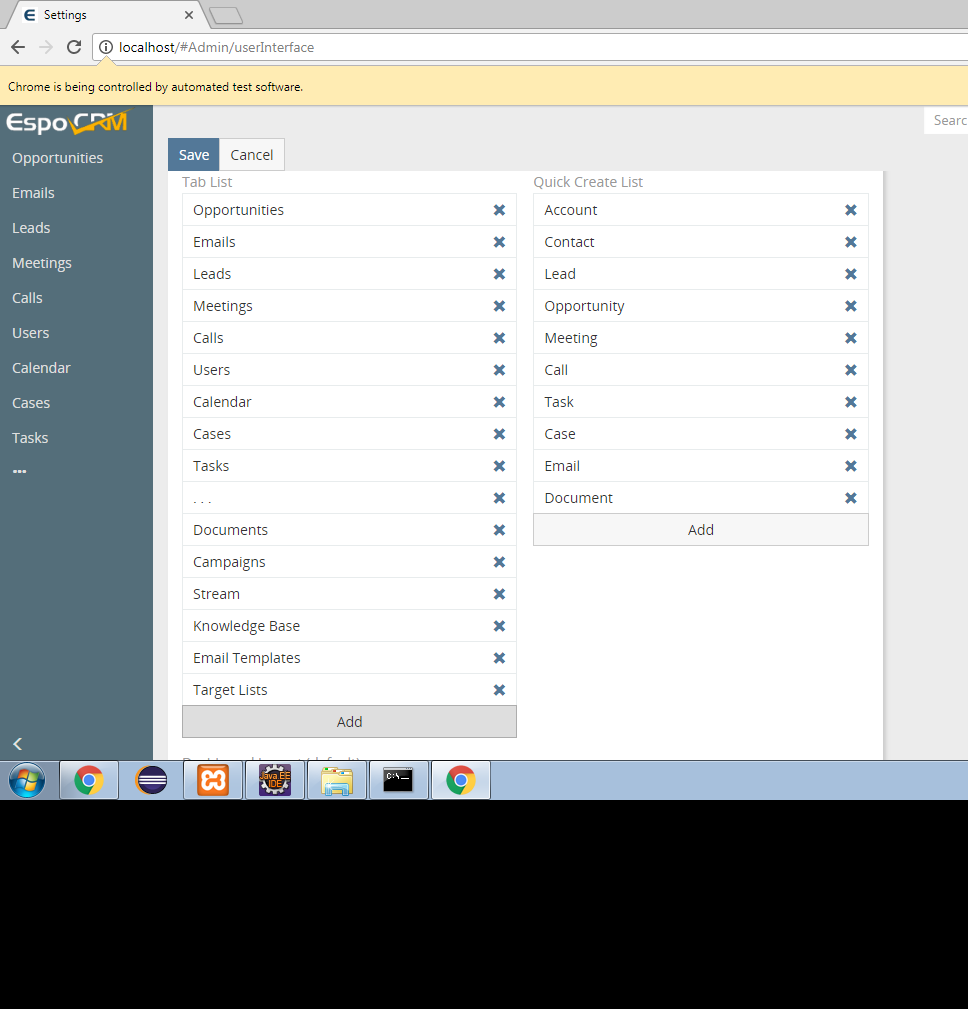 Settings
localhost/#Admin/userInterface
Chrome is being controlled by automated test software.
EspoCRM
Searc
Opportunities
Emails
Leads
Meetings
Calls
Users
Calendar
Cases
Tasks
...
Save Cancel
Tab List
Opportunities
Emails
Leads
Meetings
Calls
Users
Calendar
Cases
Tasks
. . .
Documents
Campaigns
Stream
Knowledge Base
Email Templates
Target Lists
Add
Quick Create List
Account
Contact
Lead
Opportunity
Meeting
Call
Task
Case
Email
Document
Add
Java EE
IDE
C:\_